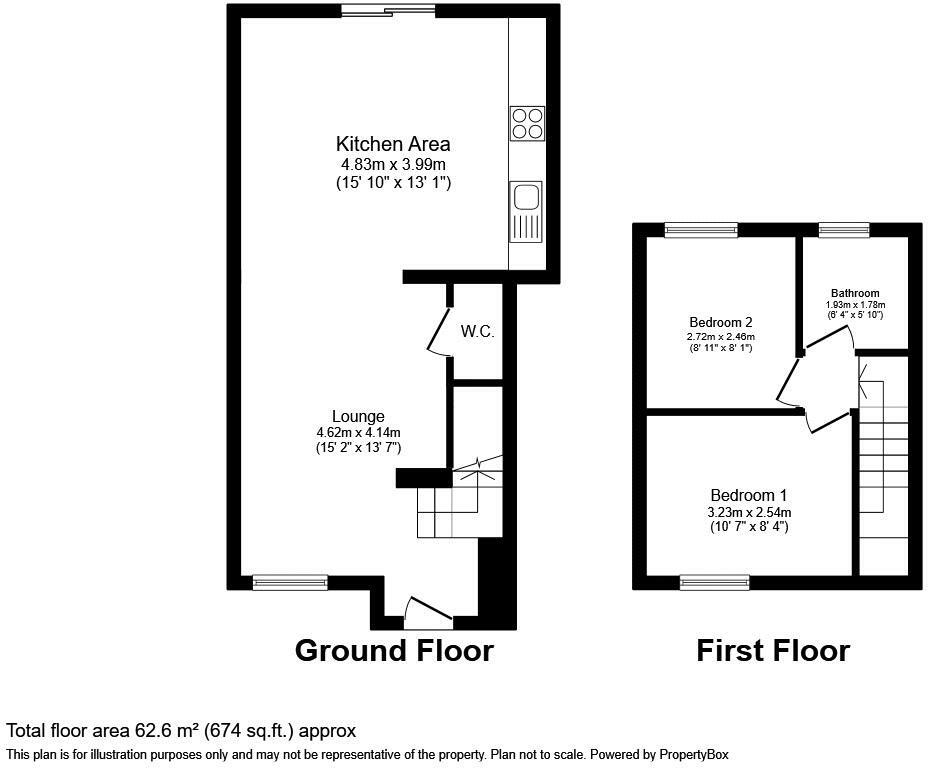 Kitchen Area
4.83m x 3.99m
(15' 10" x 13' 1")
W.C.
Lounge
4.62m x 4.14m
(15' 2" x 13' 7")
Ground Floor
Bathroom
1.93m x 1.78m
(6' 4" x 5' 10")
Bedroom 2
2.72m x 2.46m
(8' 11" x 8' 1")
Bedroom 1
3.23m x 2.54m
(10' 7" x 8' 4")
First Floor
Total floor area 62.6 m² (674 sq.ft.) approx
This plan is for illustration purposes only and may not be representative of the property. Plan not to scale. Powered by PropertyBox